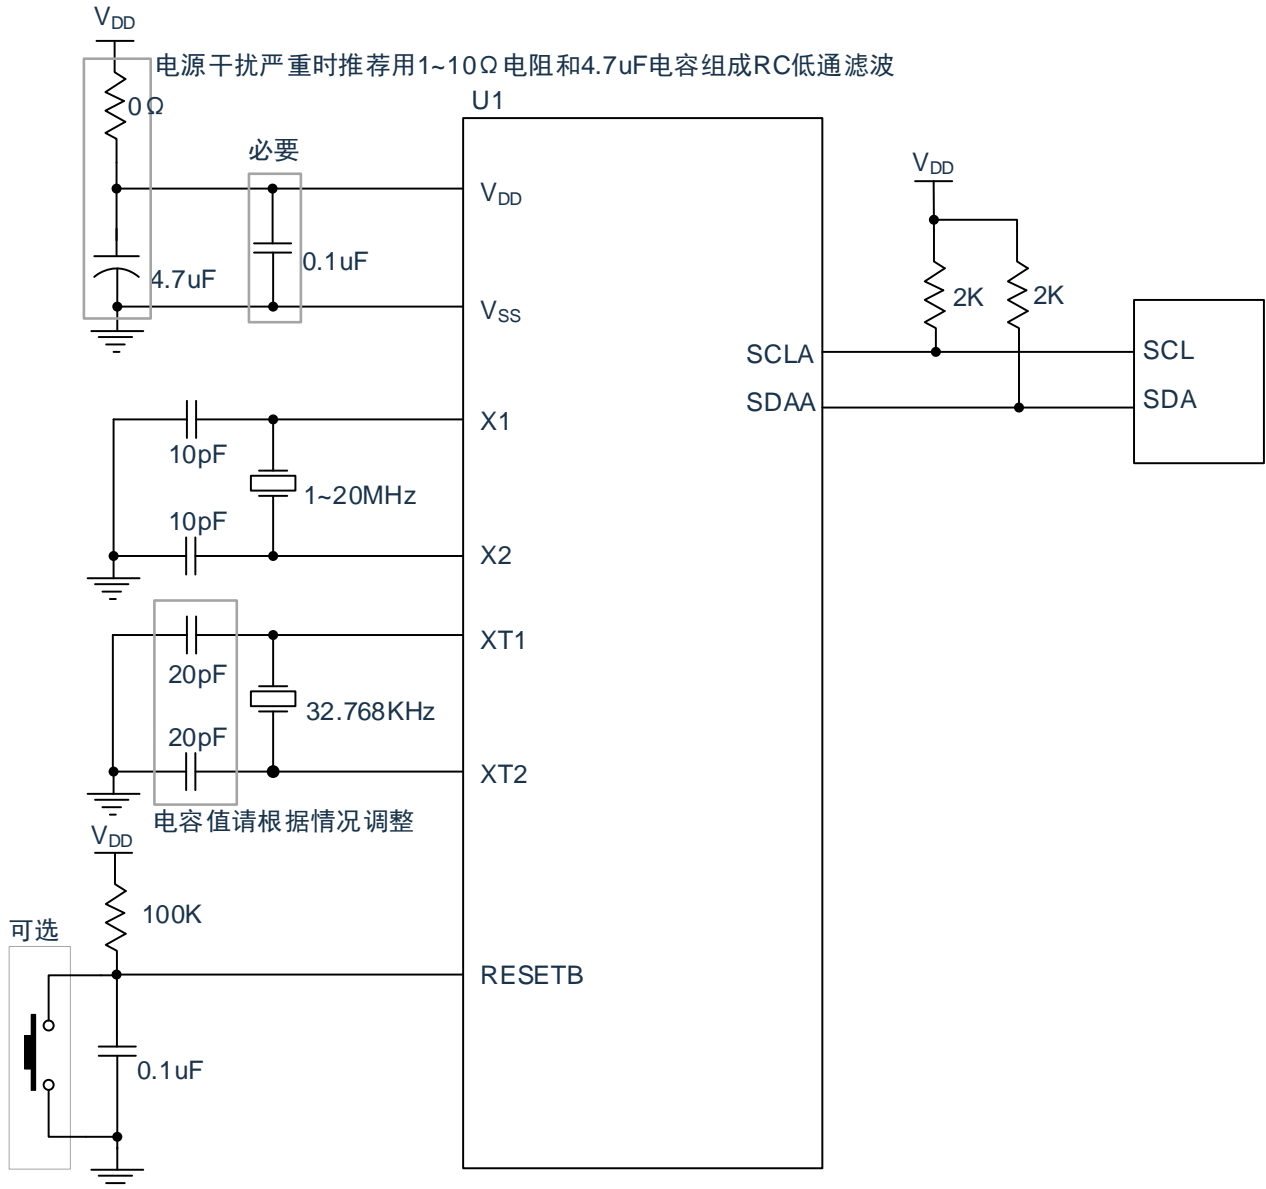 VDD
电源干扰严重时推荐用1~10Ω电阻和4.7uF电容组成RC低通滤波
0Ω
U1
必要
VDD
VDD
0.1uF
4.7uF
VSS
2K
2K
SCLA
SCL
SDAA
SDA
X1
10pF
1~20MHz
10pF
X2
XT1
20pF
32.768KHz
20pF
XT2
电容值请根据情况调整
VDD
100K
可选
RESETB
0.1uF